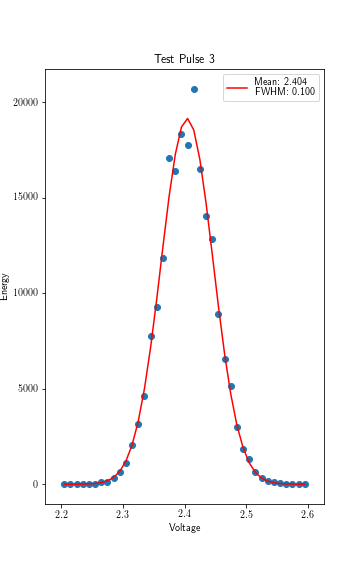 Test Pulse 3
Mean: 2.404
FWHM: 0.100
Energy
20000
15000
10000
5000
0
2.2 2.3 2.4 2.5 2.6
Voltage